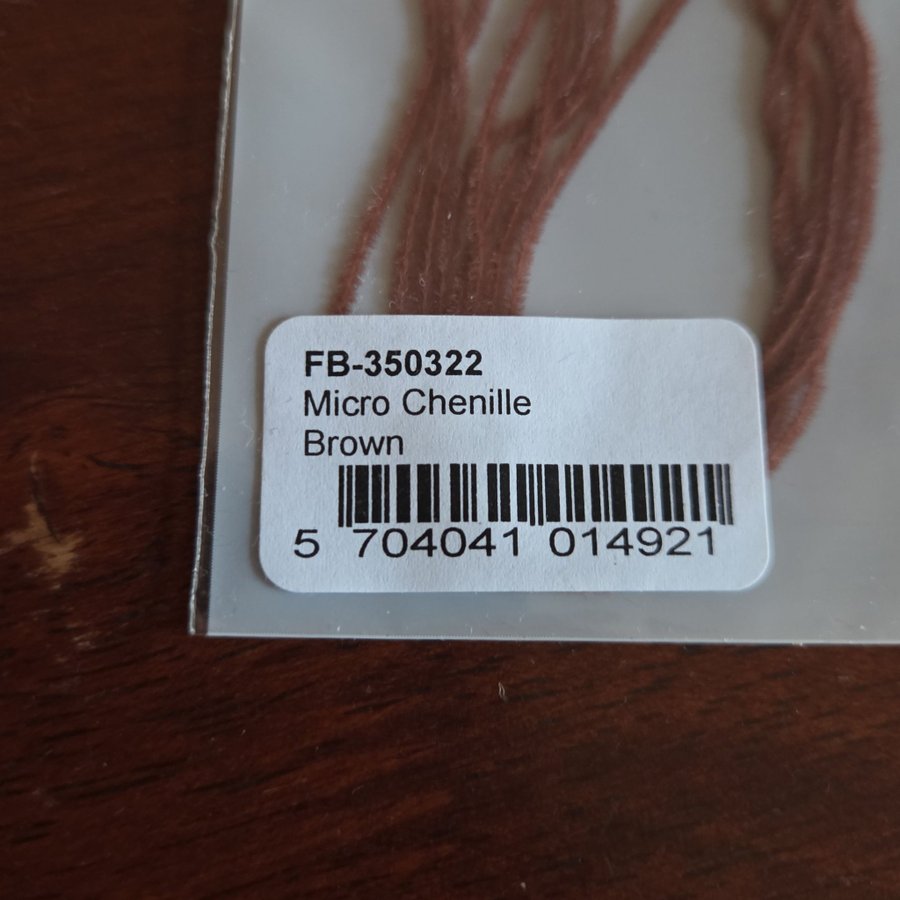 FB-350322
Micro Chenille
Brown
5 704041 014921